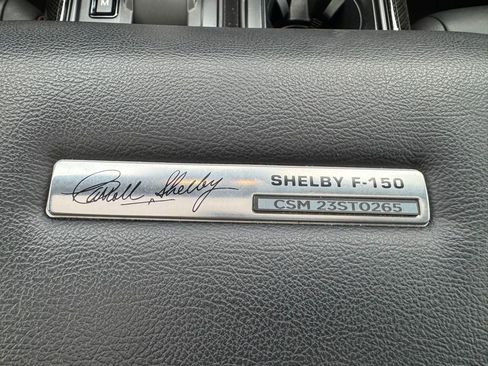 Carroll Shelby
SHELBY F-150
CSM 23ST0265